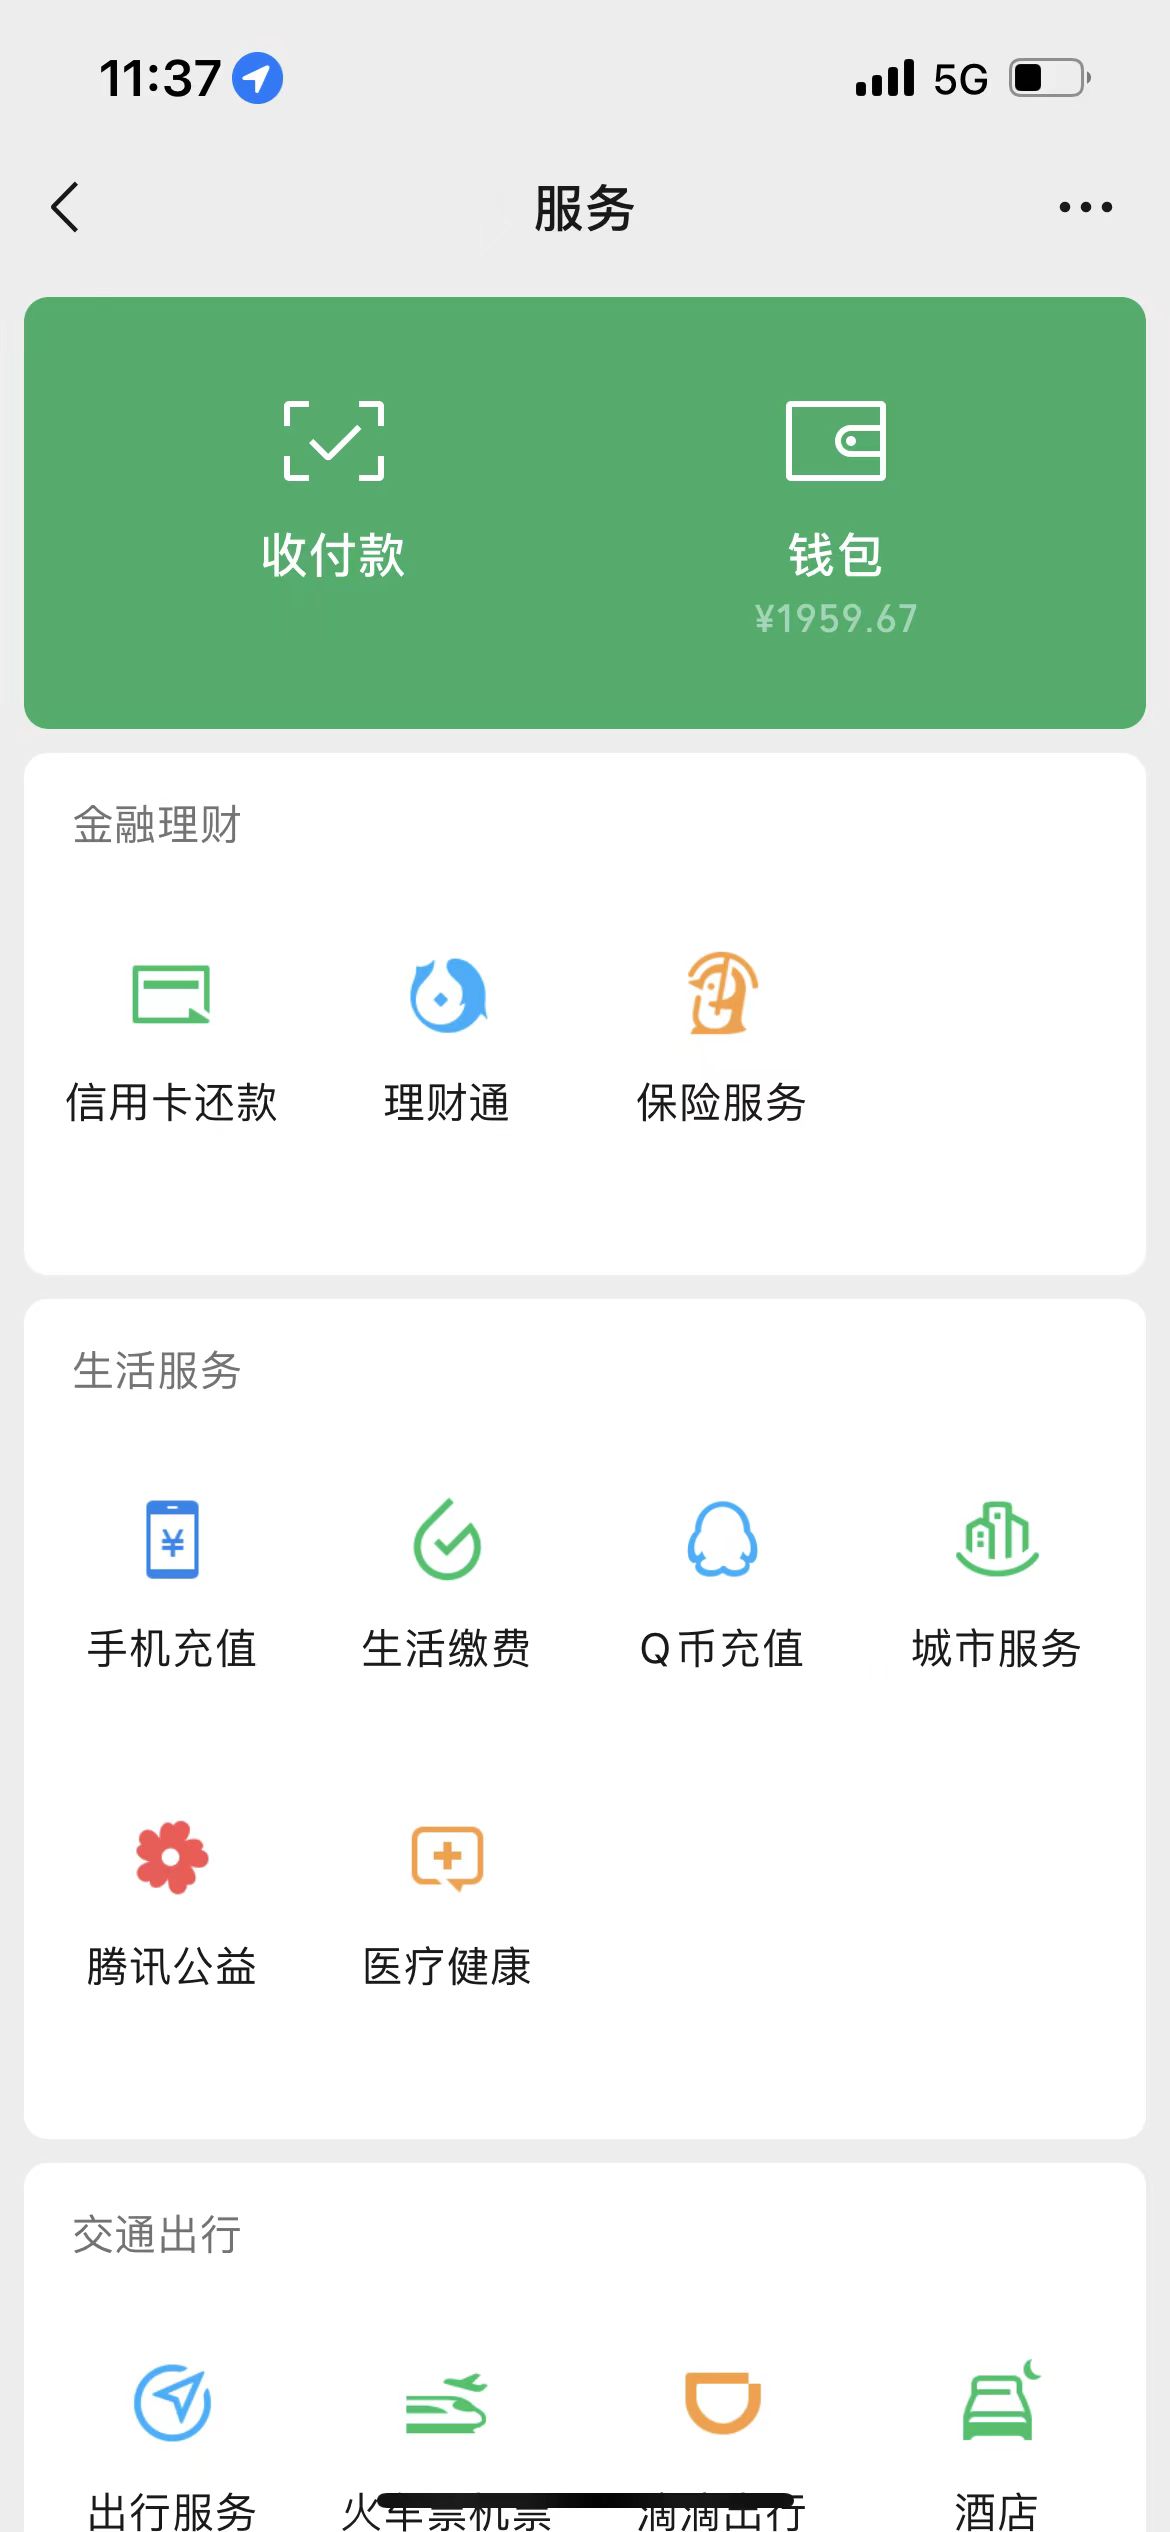 11:37 5G
服务
收付款 钱包
¥1959.67
金融理财
信用卡还款 理财通 保险服务
生活服务
¥
手机充值 生活缴费 Q币充值 城市服务
腾讯公益 医疗健康
交通出行
出行服务 火车票机票 滴滴出行 酒店